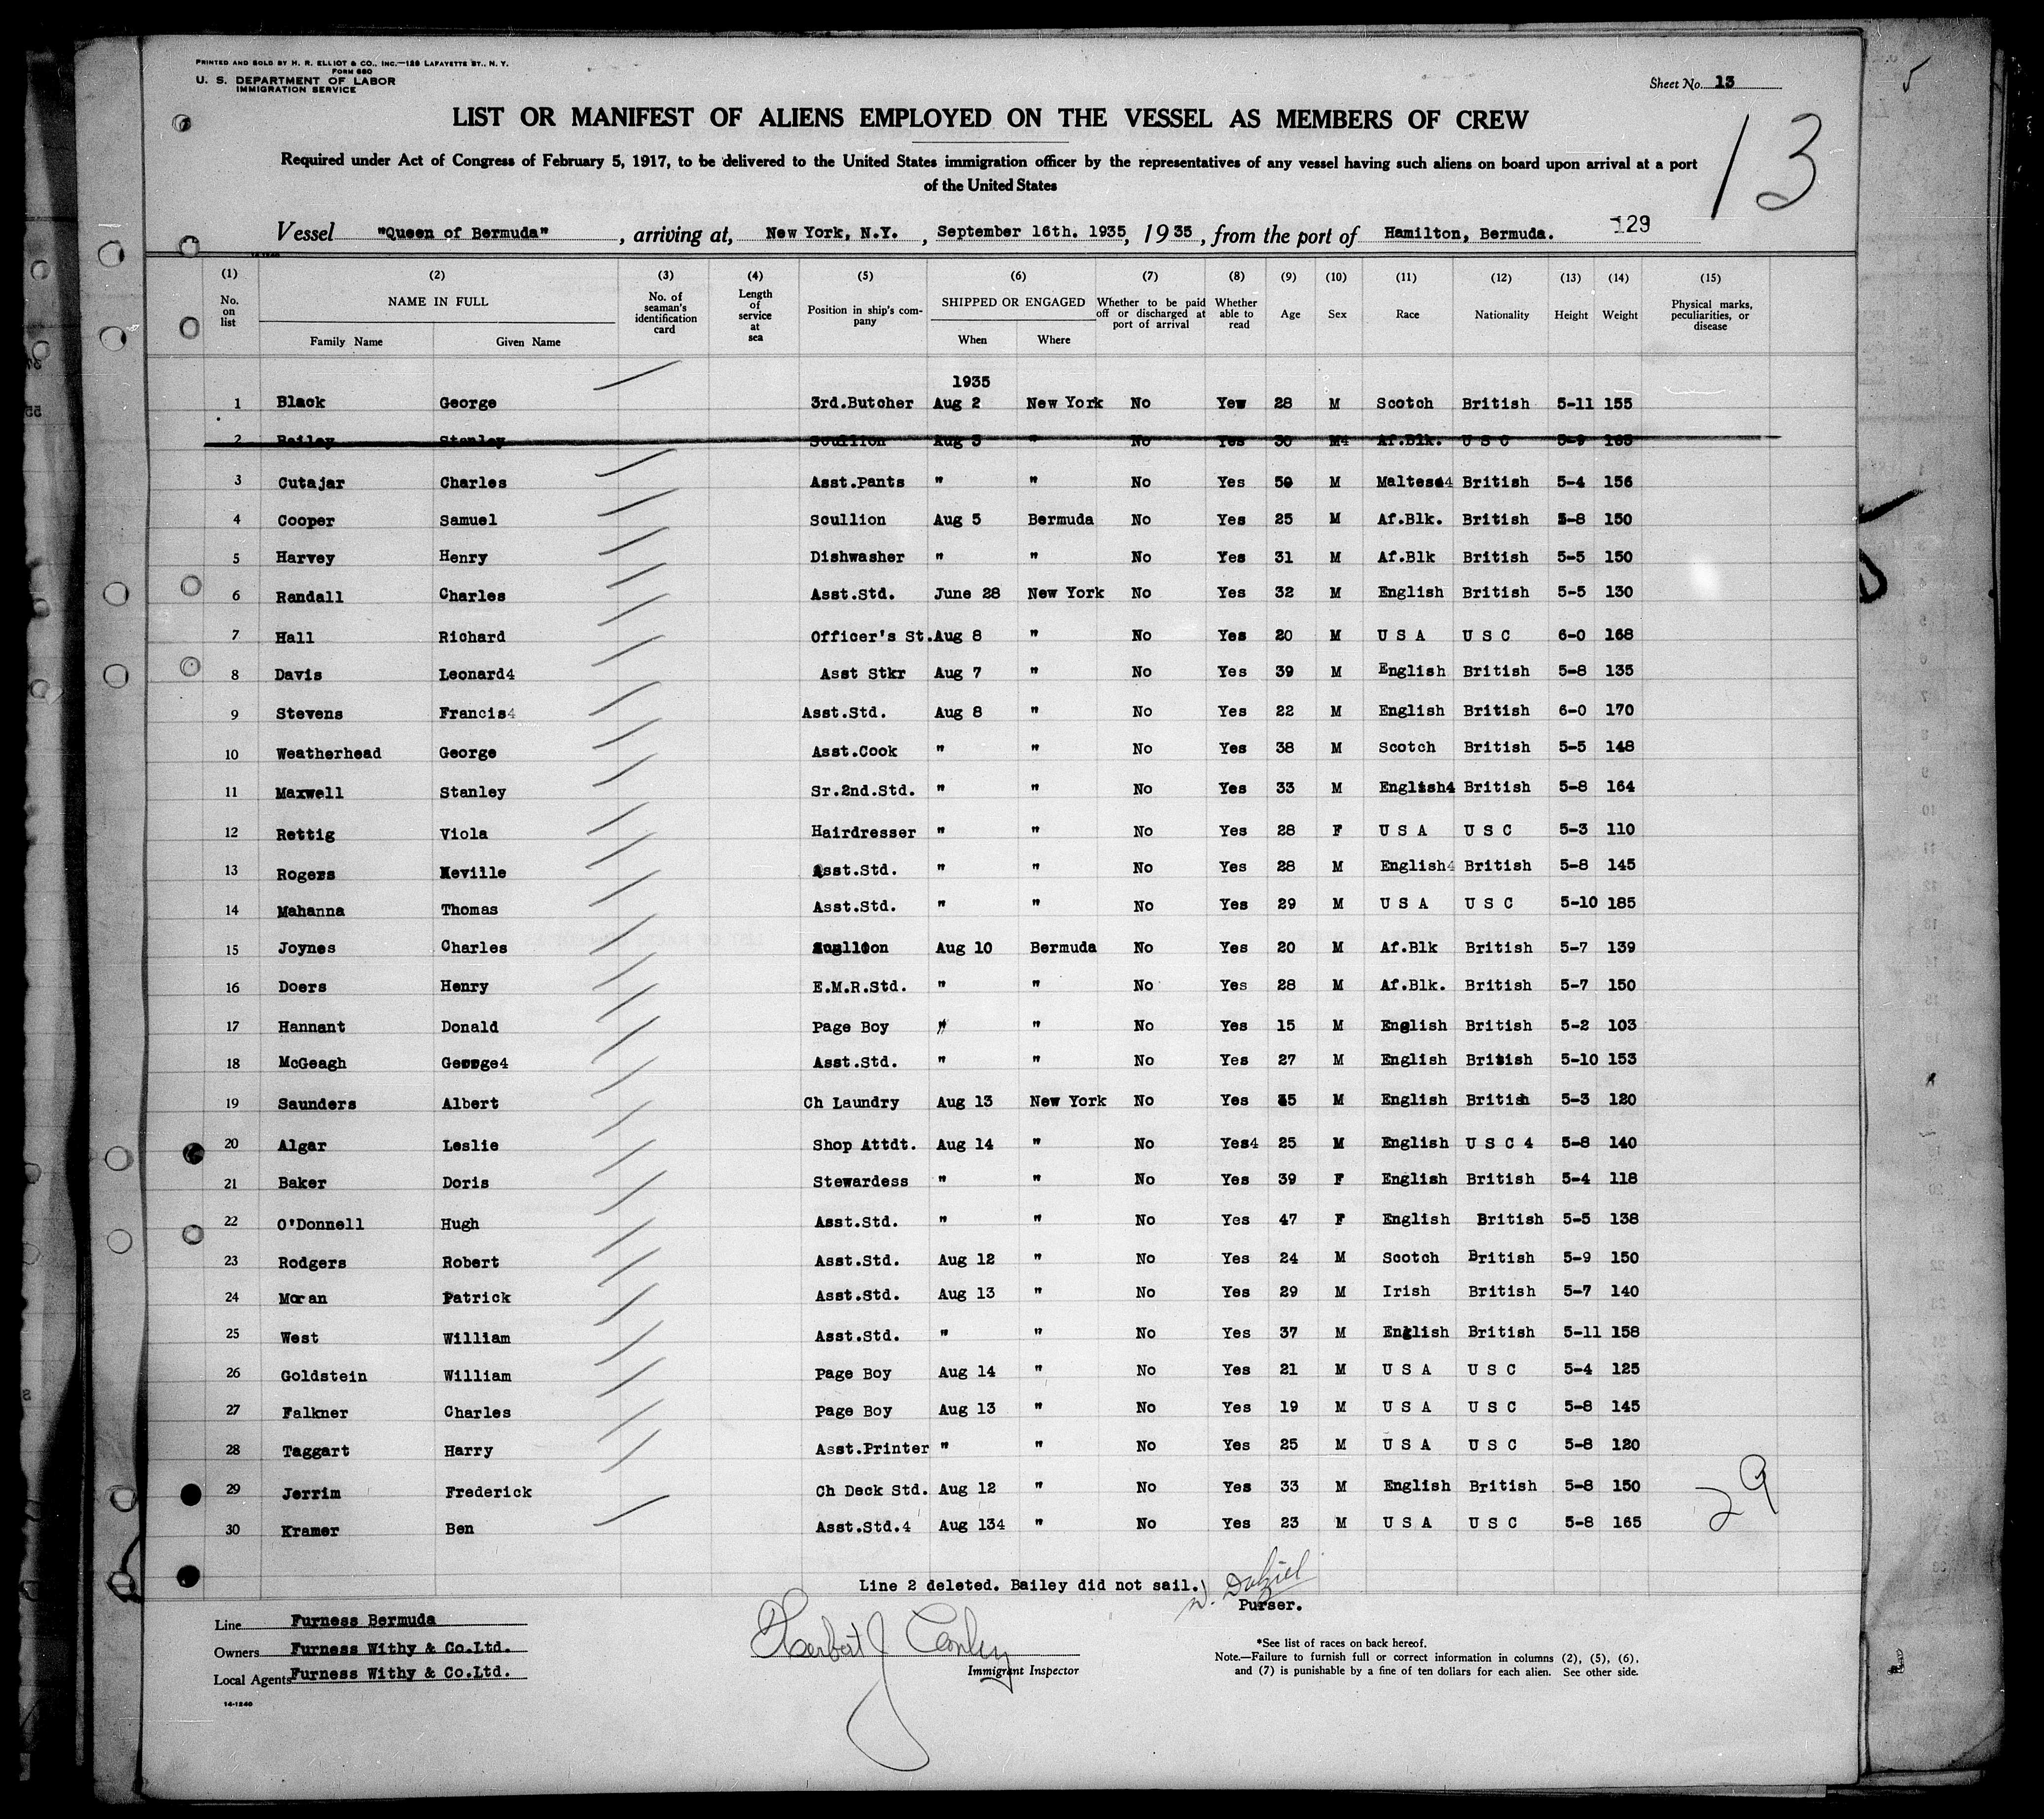 PRINTED AND SOLD BY H. R. ELLIOT & CO., INC.—129 LAFAYETTE ST., N. Y.
FORM 680
U. S. DEPARTMENT OF LABOR
IMMIGRATION SERVICE
Sheet No. 13
13
LIST OR MANIFEST OF ALIENS EMPLOYED ON THE VESSEL AS MEMBERS OF CREW
Required under Act of Congress of February 5, 1917, to be delivered to the United States immigration officer by the representatives of any vessel having such aliens on board upon arrival at a port
of the United States
129
Vessel "Queen of Bermuda", arriving at, New York, N.Y., September 16th. 1935, 1935, from the port of Hamilton, Bermuda.
(1) (2) (3) (4) (5) (6) (7) (8) (9) (10) (11) (12) (13) (14) (15)
No. on list NAME IN FULL Family Name Given Name No. of seaman's identification card Length of service at sea Position in ship's company SHIPPED OR ENGAGED When Where Whether to be paid off or discharged at port of arrival Whether able to read Age Sex Race Nationality Height Weight Physical marks, peculiarities, or disease
1935
1 Black George 3rd.Butcher Aug 2 New York No Yew 28 M Scotch British 5-11 155
2 Bailey Stanley Scullion Aug 3 " No Yes 30 M4 Af.Blk. U S C 5-9 165
3 Cutajar Charles Asst.Pants " " No Yes 50 M Maltese4 British 5-4 156
4 Cooper Samuel Scullion Aug 5 Bermuda No Yes 25 M Af.Blk. British 5-8 150
5 Harvey Henry Dishwasher " " No Yes 31 M Af.Blk British 5-5 150
6 Randall Charles Asst.Std. June 28 New York No Yes 32 M English British 5-5 130
7 Hall Richard Officer's St. Aug 8 " No Yes 20 M U S A U S C 6-0 168
8 Davis Leonard4 Asst Stkr Aug 7 " No Yes 39 M English British 5-8 135
9 Stevens Francis4 Asst.Std. Aug 8 " No Yes 22 M English British 6-0 170
10 Weatherhead George Asst.Cook " " No Yes 38 M Scotch British 5-5 148
11 Maxwell Stanley Sr.2nd.Std. " " No Yes 33 M English4 British 5-8 164
12 Rettig Viola Hairdresser " " No Yes 28 F U S A U S C 5-3 110
13 Rogers Neville Asst.Std. " " No Yes 28 M English4 British 5-8 145
14 Mahanna Thomas Asst.Std. " " No Yes 29 M U S A U S C 5-10 185
15 Joynes Charles Aug 10 Bermuda No Yes 20 M Af.Blk British 5-7 139
16 Doers Henry E.M.R.Std. " " No Yes 28 M Af.Blk. British 5-7 150
17 Hannant Donald Page Boy " " No Yes 15 M English British 5-2 103
18 McGeagh George4 Asst.Std. " " No Yes 27 M English British 5-10 153
19 Saunders Albert Ch Laundry Aug 13 New York No Yes M English British 5-3 120
20 Algar Leslie Shop Attdt. Aug 14 " No Yes4 25 M English U S C 4 5-8 140
21 Baker Doris Stewardess " " No Yes 39 F English British 5-4 118
22 O'Donnell Hugh Asst.Std. " " No Yes 47 F English British 5-5 138
23 Rodgers Robert Asst.Std. Aug 12 " No Yes 24 M Scotch British 5-9 150
24 Moran Patrick Asst.Std. Aug 13 " No Yes 29 M Irish British 5-7 140
25 West William Asst.Std. " " No Yes 37 M English British 5-11 158
26 Goldstein William Page Boy Aug 14 " No Yes 21 M U S A U S C 5-4 125
27 Falkner Charles Page Boy Aug 13 " No Yes 19 M U S A U S C 5-8 145
28 Taggart Harry Asst.Printer " " No Yes 25 M U S A U S C 5-8 120
29 Jerrim Frederick Ch Deck Std. Aug 12 " No Yes 33 M English British 5-8 150
30 Kramer Ben Asst.Std.4 Aug 134 " No Yes 23 M U S A U S C 5-8 165
29
Line 2 deleted. Bailey did not sail.
Purser.
Line Furness Bermuda
Owners Furness Withy & Co.Ltd.
Local Agents Furness Withy & Co.Ltd.
14-1240
Herbert J Conly
Immigrant Inspector
*See list of races on back hereof.
Note.—Failure to furnish full or correct information in columns (2), (5), (6),
and (7) is punishable by a fine of ten dollars for each alien. See other side.